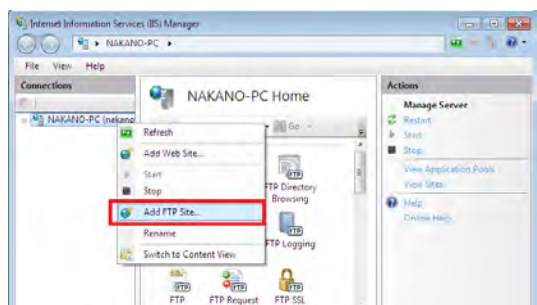 Internet Information Services (IIS) Manager
NAKANO-PC
File View Help
Connections
NAKANO-PC (nakano
Refresh
Add Web Site...
Start
Stop
Add FTP Site...
Rename
Switch to Content View
NAKANO-PC Home
Go
FTP Directory
Browsing
FTP Logging
FTP
FTP Request
FTP SSL
Actions
Manage Server
Restart
Start
Stop
View Application Pools
View Sites
Help
Online Help